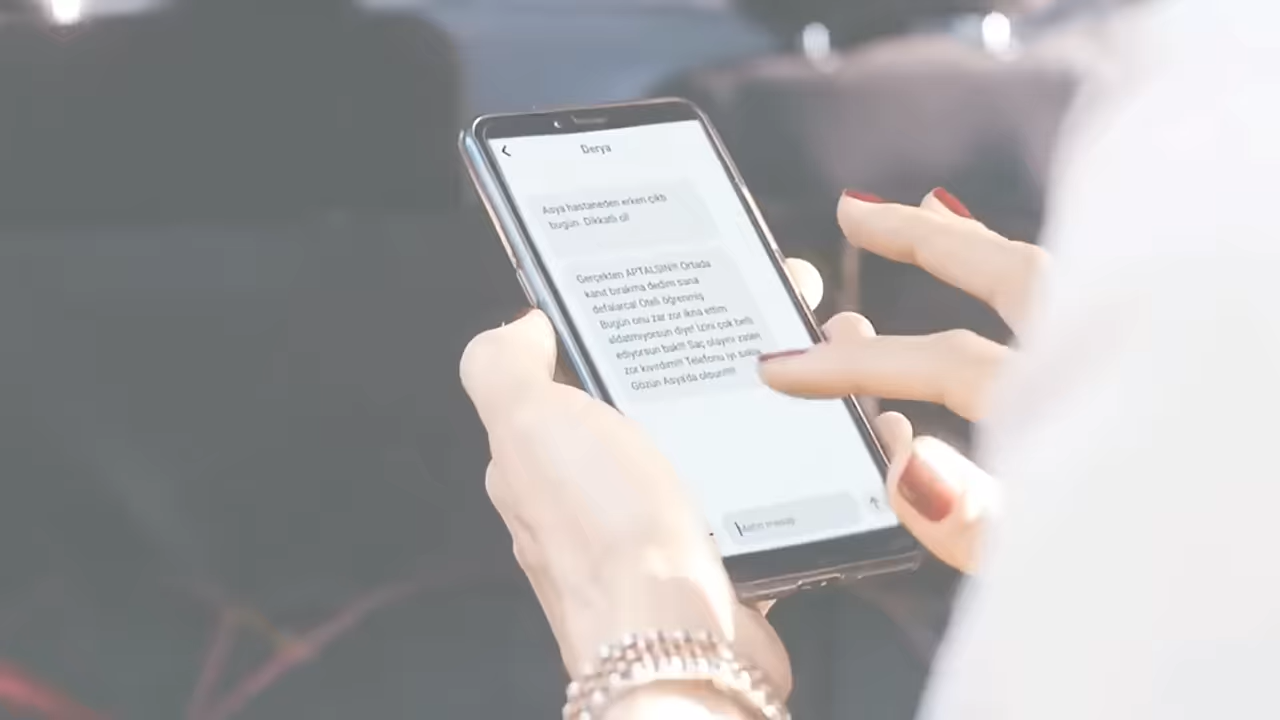 Derya
Asya hastaneden erken çıktı
bugün. Dikkatli ol!
Gerçekten APTALSIN!!! Ortada
kanıt bırakma dedim sana
defalarca! Oteli öğrenmiş
Bugün onu zar zor ikna ettim
aldatmıyorsun diye! İzini çok belli
ediyorsun bak!!! Saç olayını zaten
zor kıvırdım!!! Telefonu iyi sakla
Gözün Asya'da olsun!!!!!
Metin mesajı